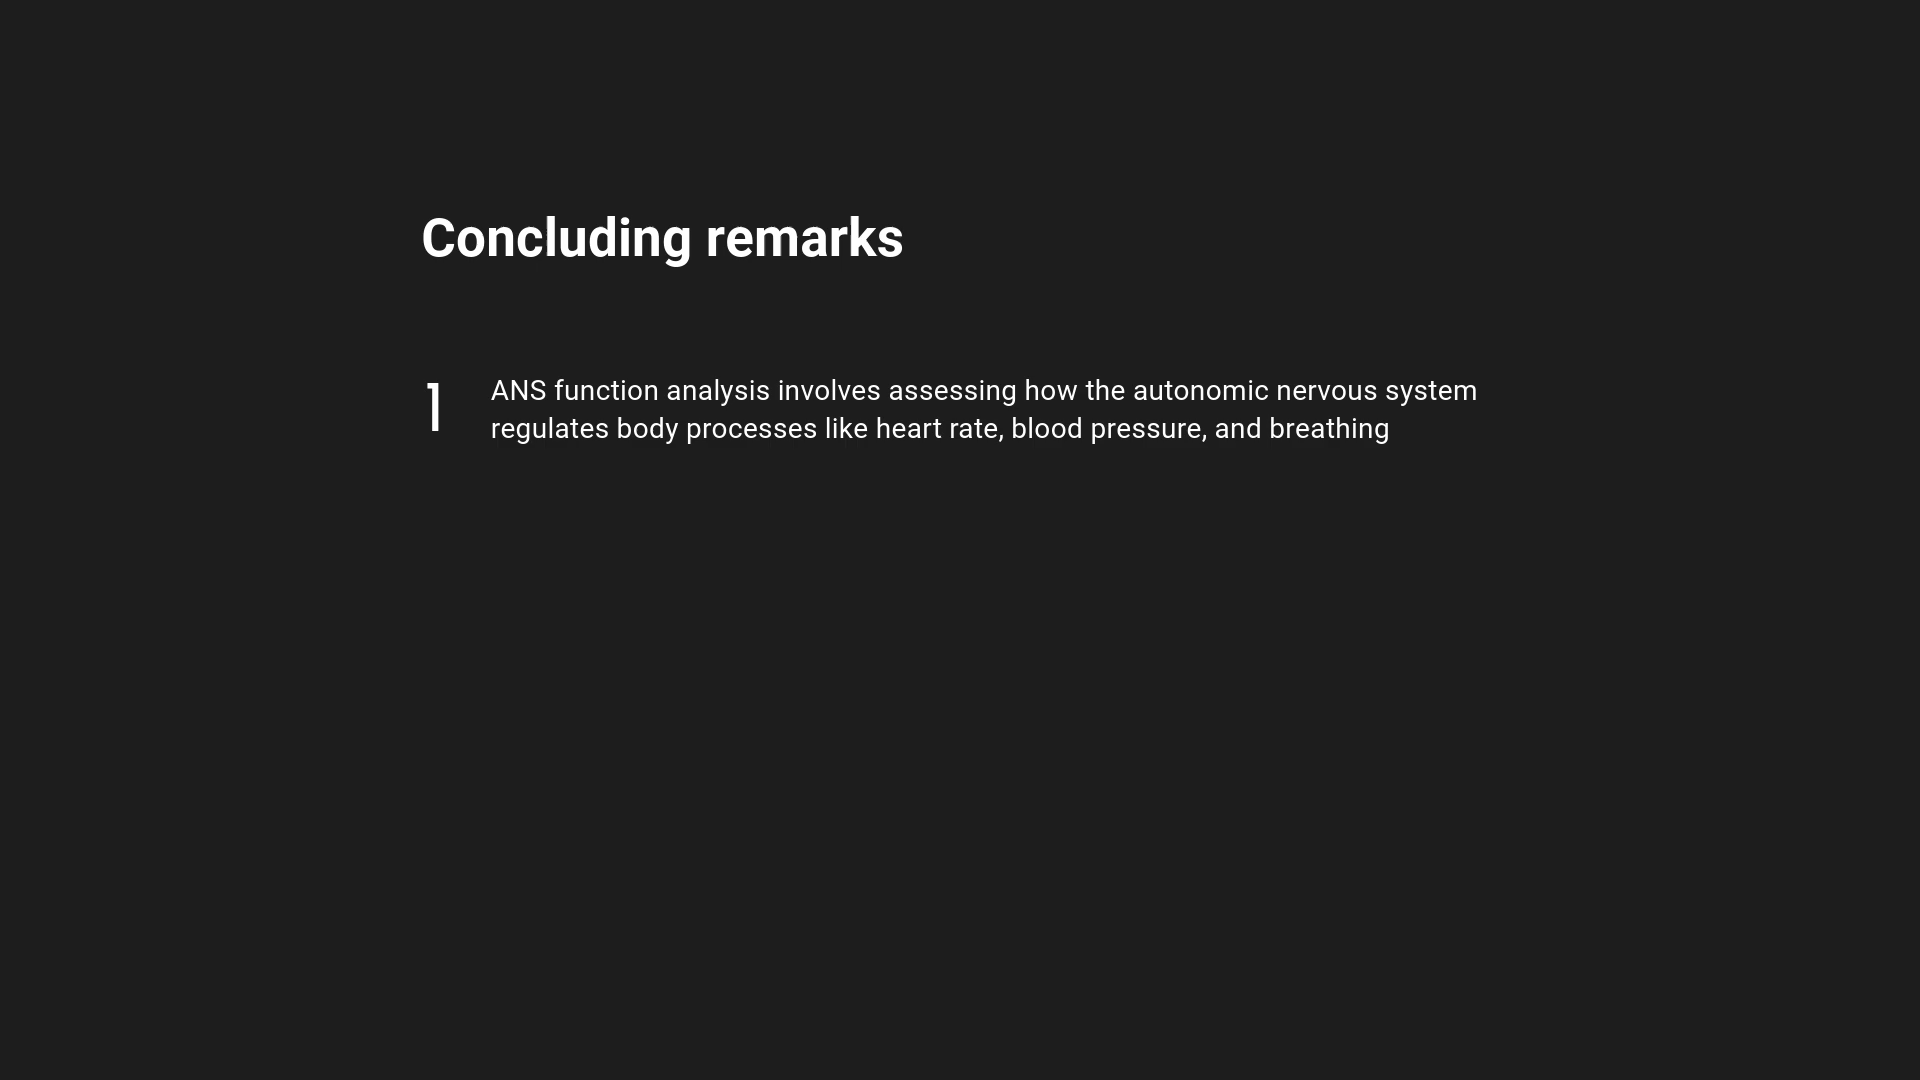 Concluding remarks
1
ANS function analysis involves assessing how the autonomic nervous system
regulates body processes like heart rate, blood pressure, and breathing